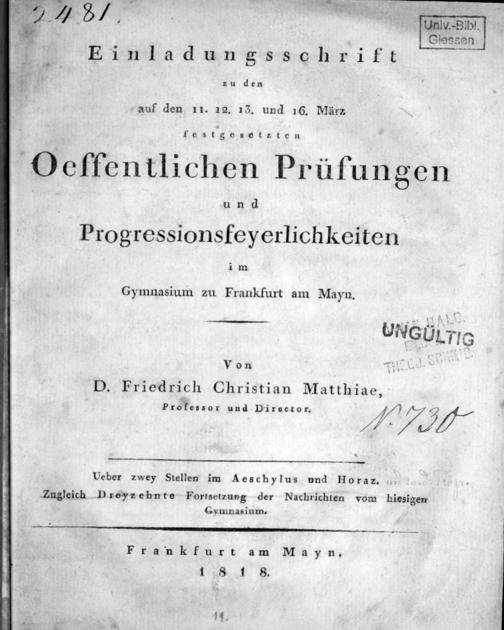 2481.
Univ.-Bibl.
Giessen
Einladungsschrift
zu den
auf den 11. 12. 13. und 16. März
festgesetzten
Oeffentlichen Prüfungen
und
Progressionsfeyerlichkeiten
im
Gymnasium zu Frankfurt am Mayn.
UNGÜLTIG
Von
D. Friedrich Christian Matthiae,
Professor und Director.
N. 730
Ueber zwey Stellen im Aeschylus und Horaz.
Zugleich Dreyzehnte Fortsetzung der Nachrichten vom hiesigen
Gymnasium.
Frankfurt am Mayn,
1818.